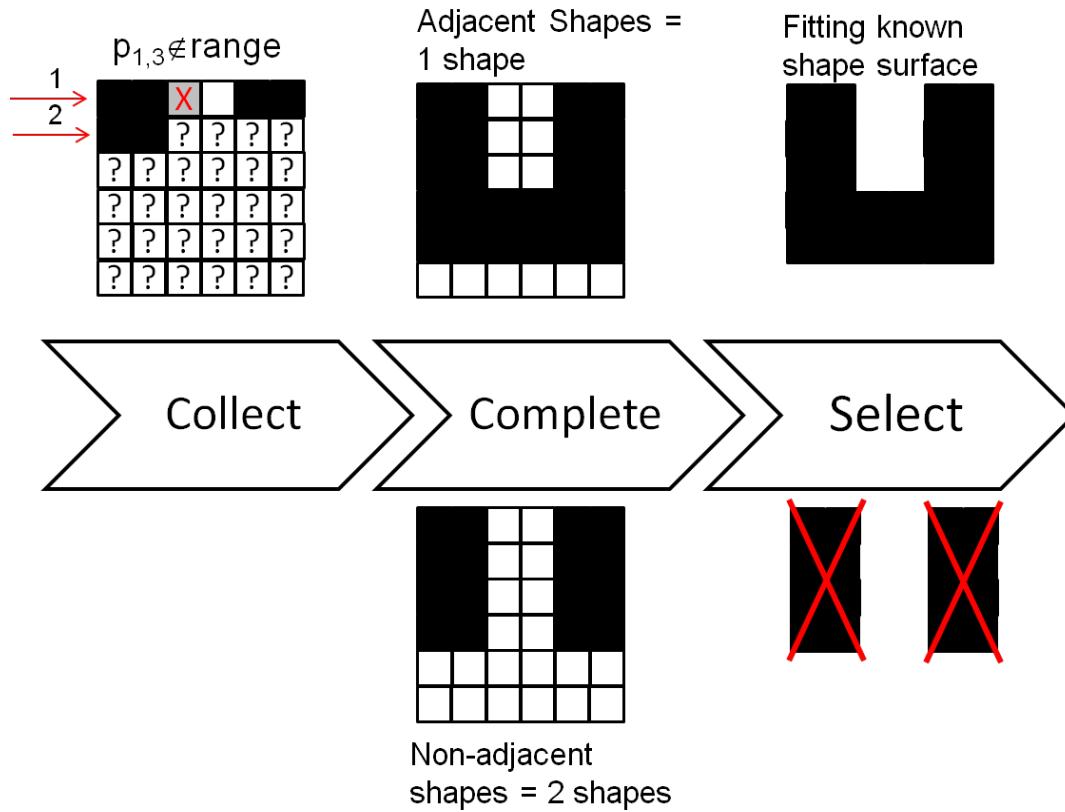 p1,3∉range
1
2
X
? ? ? ?
? ? ? ? ? ?
? ? ? ? ? ?
? ? ? ? ? ?
? ? ? ? ? ?
Adjacent Shapes =
1 shape
Fitting known
shape surface
Collect
Complete
Select
Non-adjacent
shapes = 2 shapes